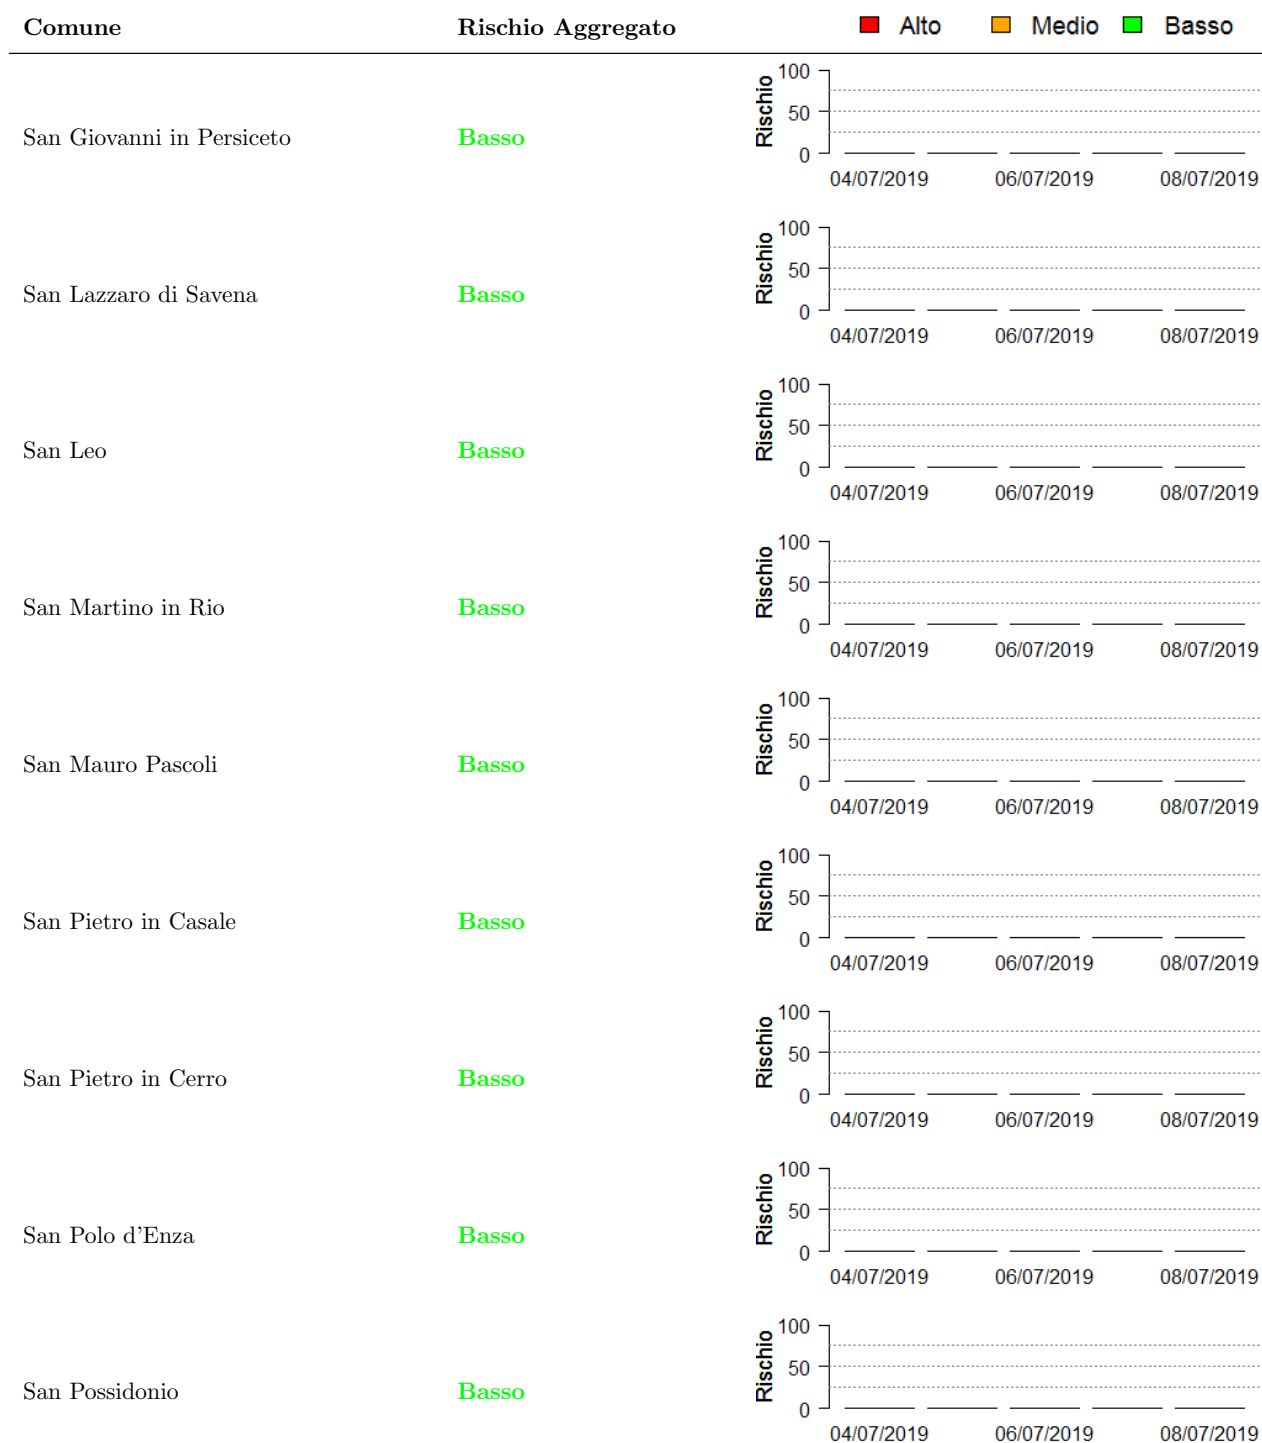 Comune Rischio Aggregato Alto Medio Basso
100
Rischio
50
San Giovanni in Persiceto Basso
0
04/07/2019 06/07/2019 08/07/2019
100
Rischio
50
San Lazzaro di Savena Basso
0
04/07/2019 06/07/2019 08/07/2019
100
Rischio
50
San Leo Basso
0
04/07/2019 06/07/2019 08/07/2019
100
Rischio
50
San Martino in Rio Basso
0
04/07/2019 06/07/2019 08/07/2019
100
Rischio
50
San Mauro Pascoli Basso
0
04/07/2019 06/07/2019 08/07/2019
100
Rischio
50
San Pietro in Casale Basso
0
04/07/2019 06/07/2019 08/07/2019
100
Rischio
50
San Pietro in Cerro Basso
0
04/07/2019 06/07/2019 08/07/2019
100
Rischio
50
San Polo d'Enza Basso
0
04/07/2019 06/07/2019 08/07/2019
100
Rischio
50
San Possidonio Basso
0
04/07/2019 06/07/2019 08/07/2019